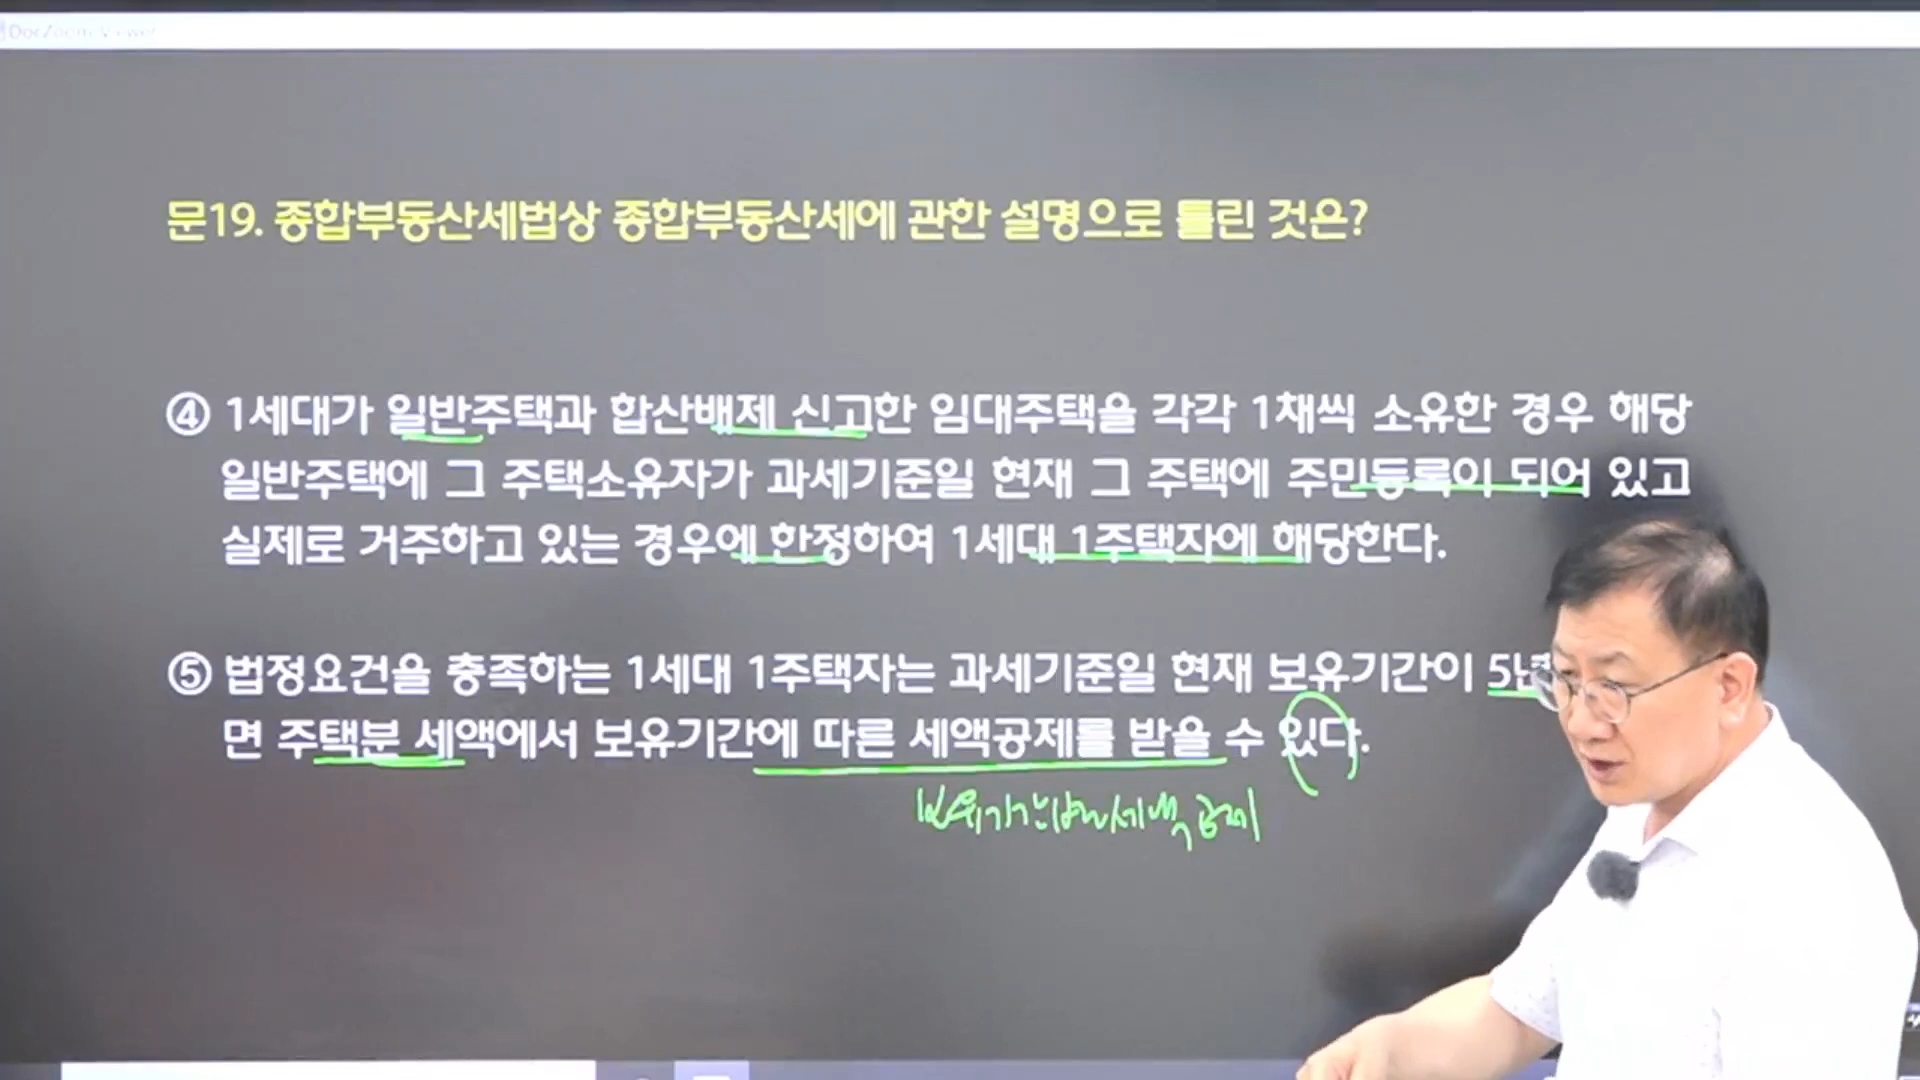 DocZoom Viewer
문19. 종합부동산세법상 종합부동산세에 관한 설명으로 틀린 것은?
④ 1세대가 일반주택과 합산배제 신고한 임대주택을 각각 1채씩 소유한 경우 해당
일반주택에 그 주택소유자가 과세기준일 현재 그 주택에 주민등록이 되어 있고
실제로 거주하고 있는 경우에 한정하여 1세대 1주택자에 해당한다.
⑤ 법정요건을 충족하는 1세대 1주택자는 과세기준일 현재 보유기간이 5년
면 주택분 세액에서 보유기간에 따른 세액공제를 받을 수 있다.
세액공제